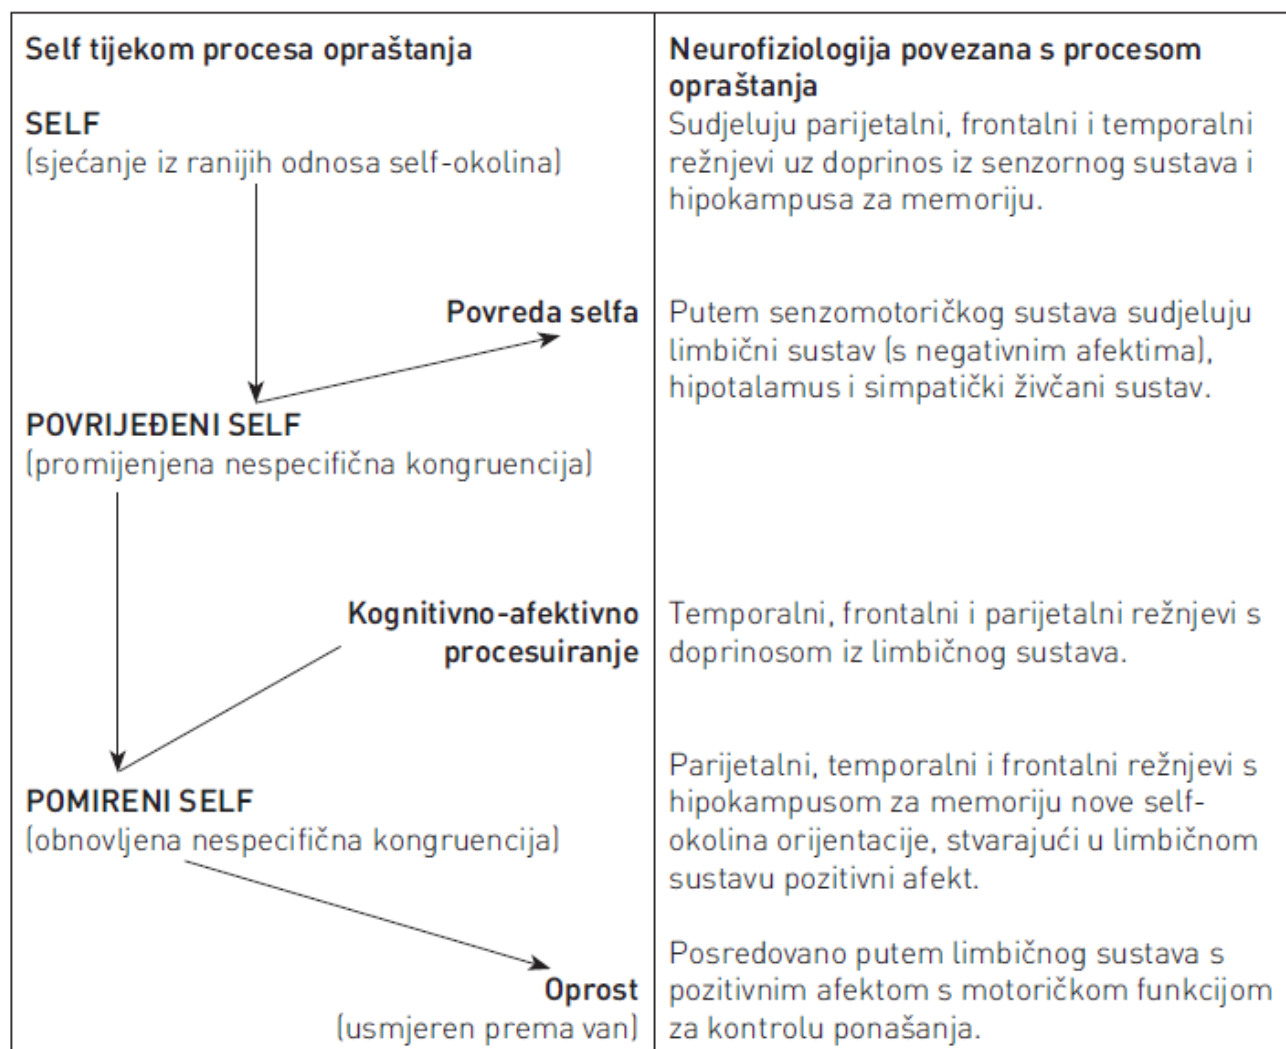 Self tijekom procesa opraštanja
SELF
(sjećanje iz ranijih odnosa self-okolina)
Povreda selfa
POVRIJEĐENI SELF
(promijenjena nespecifična kongruencija)
Kognitivno-afektivno
procesuiranje
POMIRENI SELF
(obnovljena nespecifična kongruencija)
Oprost
(usmjeren prema van)
Neurofiziologija povezana s procesom
opraštanja
Sudjeluju parijetalni, frontalni i temporalni
režnjevi uz doprinos iz senzornog sustava i
hipokampusa za memoriju.
Putem senzomotoričkog sustava sudjeluju
limbični sustav (s negativnim afektima),
hipotalamus i simpatički živčani sustav.
Temporalni, frontalni i parijetalni režnjevi s
doprinosom iz limbičnog sustava.
Parijetalni, temporalni i frontalni režnjevi s
hipokampusom za memoriju nove self-
okolina orijentacije, stvarajući u limbičnom
sustavu pozitivni afekt.
Posredovano putem limbičnog sustava s
pozitivnim afektom s motoričkom funkcijom
za kontrolu ponašanja.